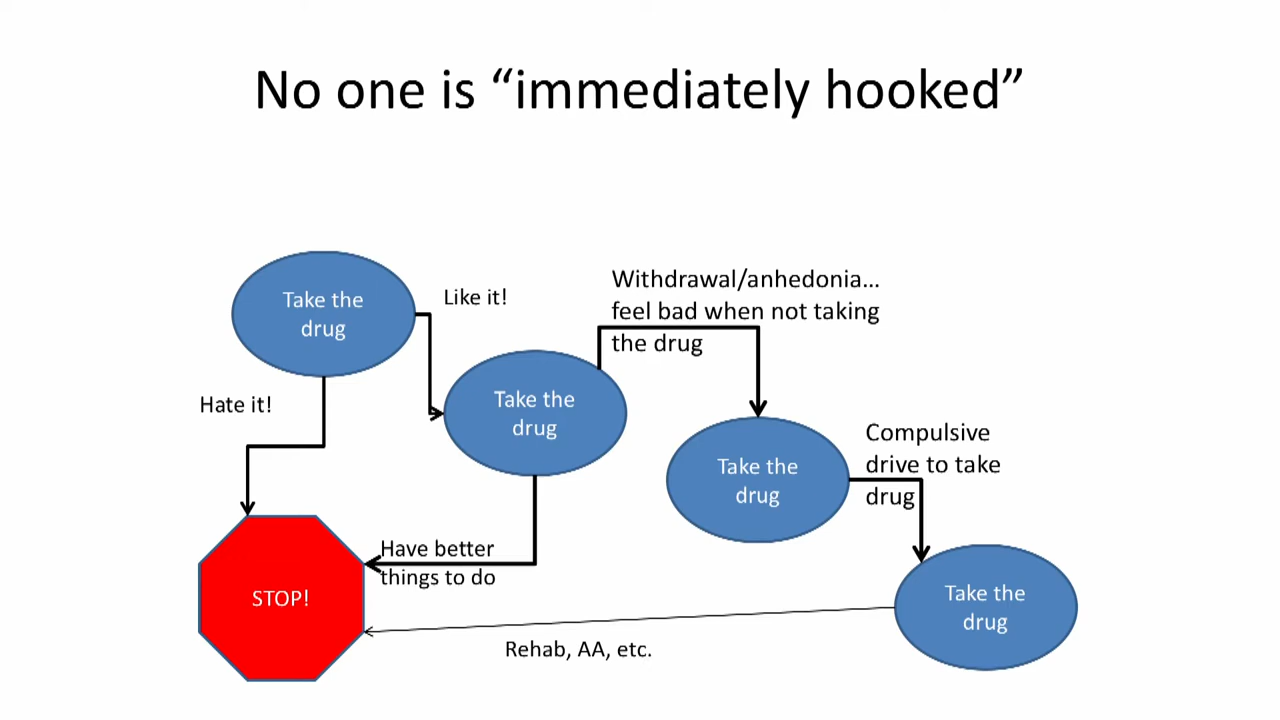 No one is “immediately hooked”
Take the
drug
Like it!
Withdrawal/anhedonia…
feel bad when not taking
the drug
Hate it!
Take the
drug
Take the
drug
Compulsive
drive to take
drug
Have better
things to do
STOP!
Take the
drug
Rehab, AA, etc.